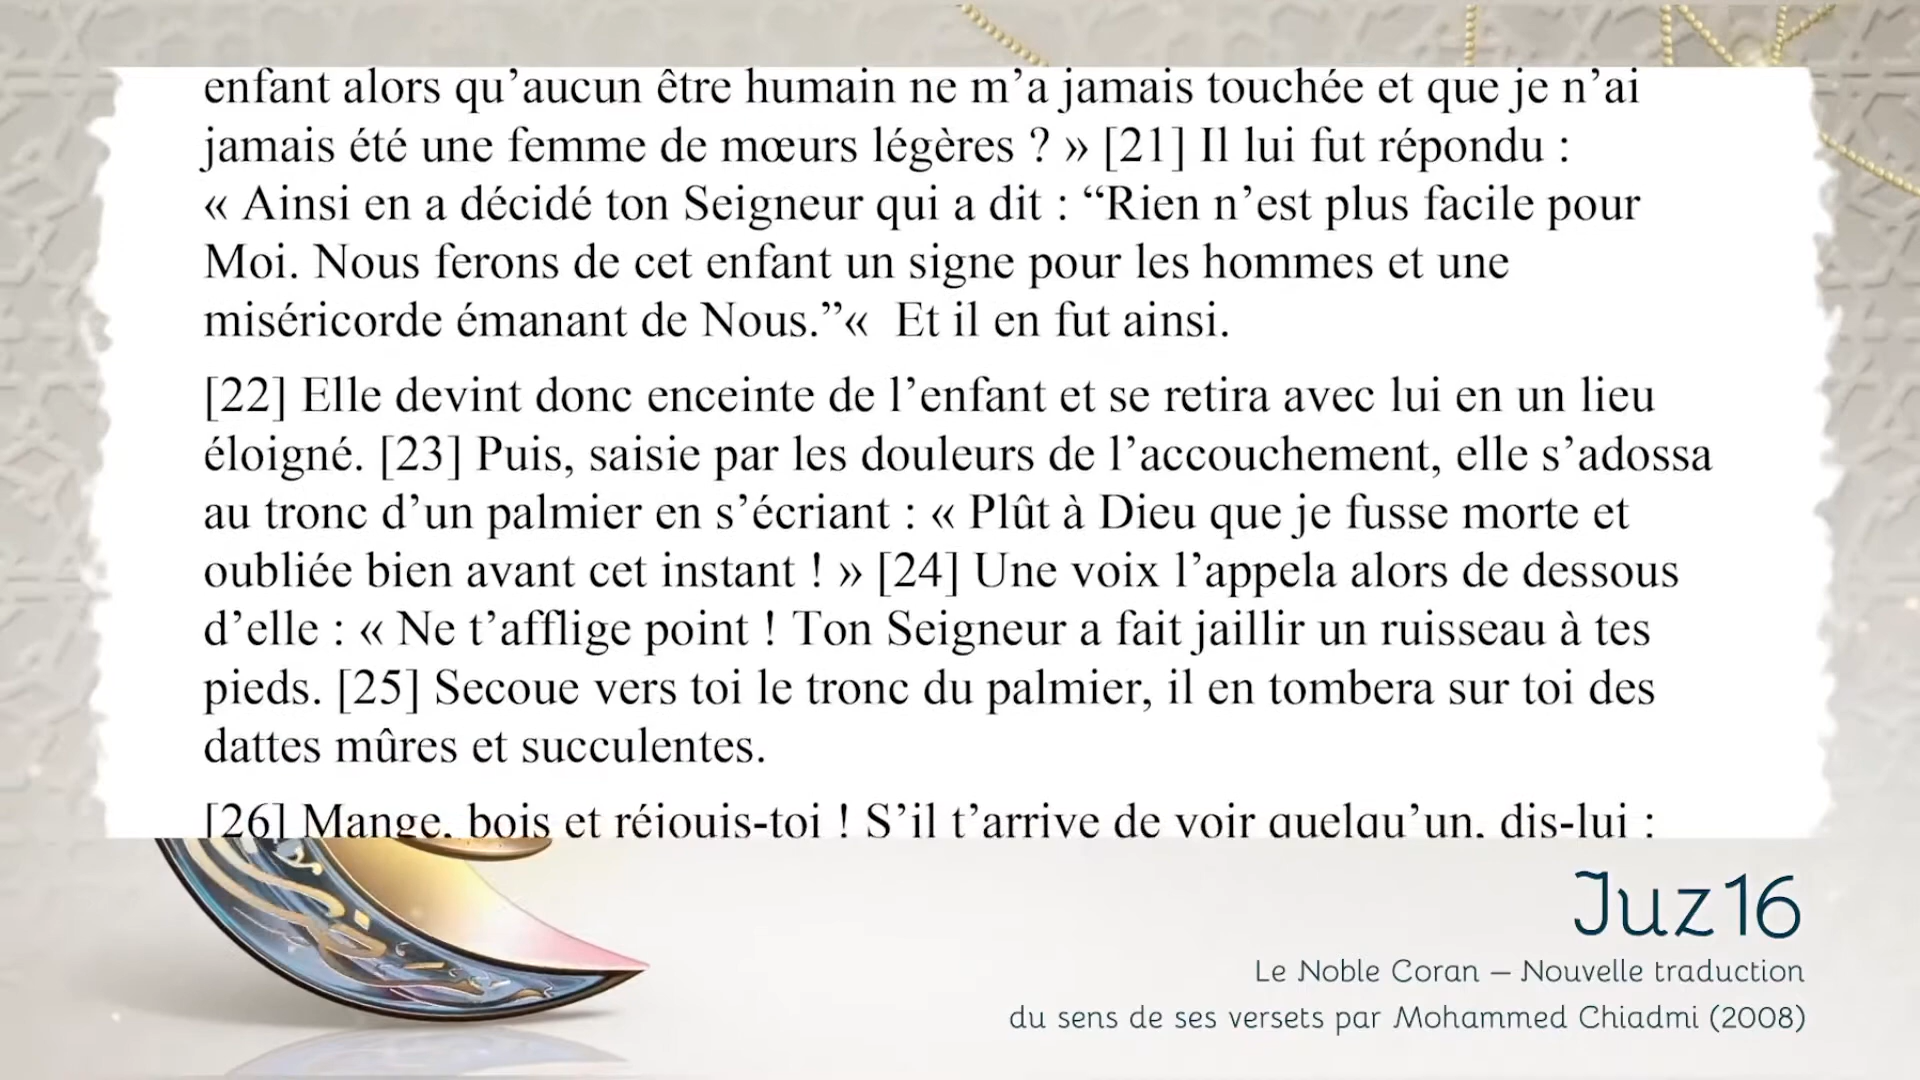 enfant alors qu’aucun être humain ne m’a jamais touchée et que je n’ai
jamais été une femme de mœurs légères ? » [21] Il lui fut répondu :
« Ainsi en a décidé ton Seigneur qui a dit : “Rien n’est plus facile pour
Moi. Nous ferons de cet enfant un signe pour les hommes et une
miséricorde émanant de Nous.”«  Et il en fut ainsi.
[22] Elle devint donc enceinte de l’enfant et se retira avec lui en un lieu
éloigné. [23] Puis, saisie par les douleurs de l’accouchement, elle s’adossa
au tronc d’un palmier en s’écriant : « Plût à Dieu que je fusse morte et
oubliée bien avant cet instant ! » [24] Une voix l’appela alors de dessous
d’elle : « Ne t’afflige point ! Ton Seigneur a fait jaillir un ruisseau à tes
pieds. [25] Secoue vers toi le tronc du palmier, il en tombera sur toi des
dattes mûres et succulentes.
[26] Mange, bois et réjouis-toi ! S’il t’arrive de voir quelqu’un, dis-lui :
Juz 16
Le Noble Coran – Nouvelle traduction
du sens de ses versets par Mohammed Chiadmi (2008)